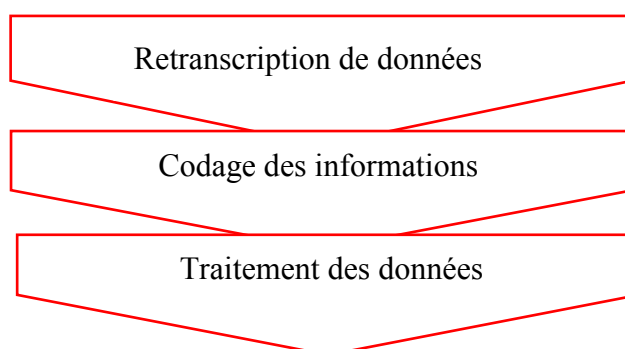 Retranscription de données
Codage des informations
Traitement des données